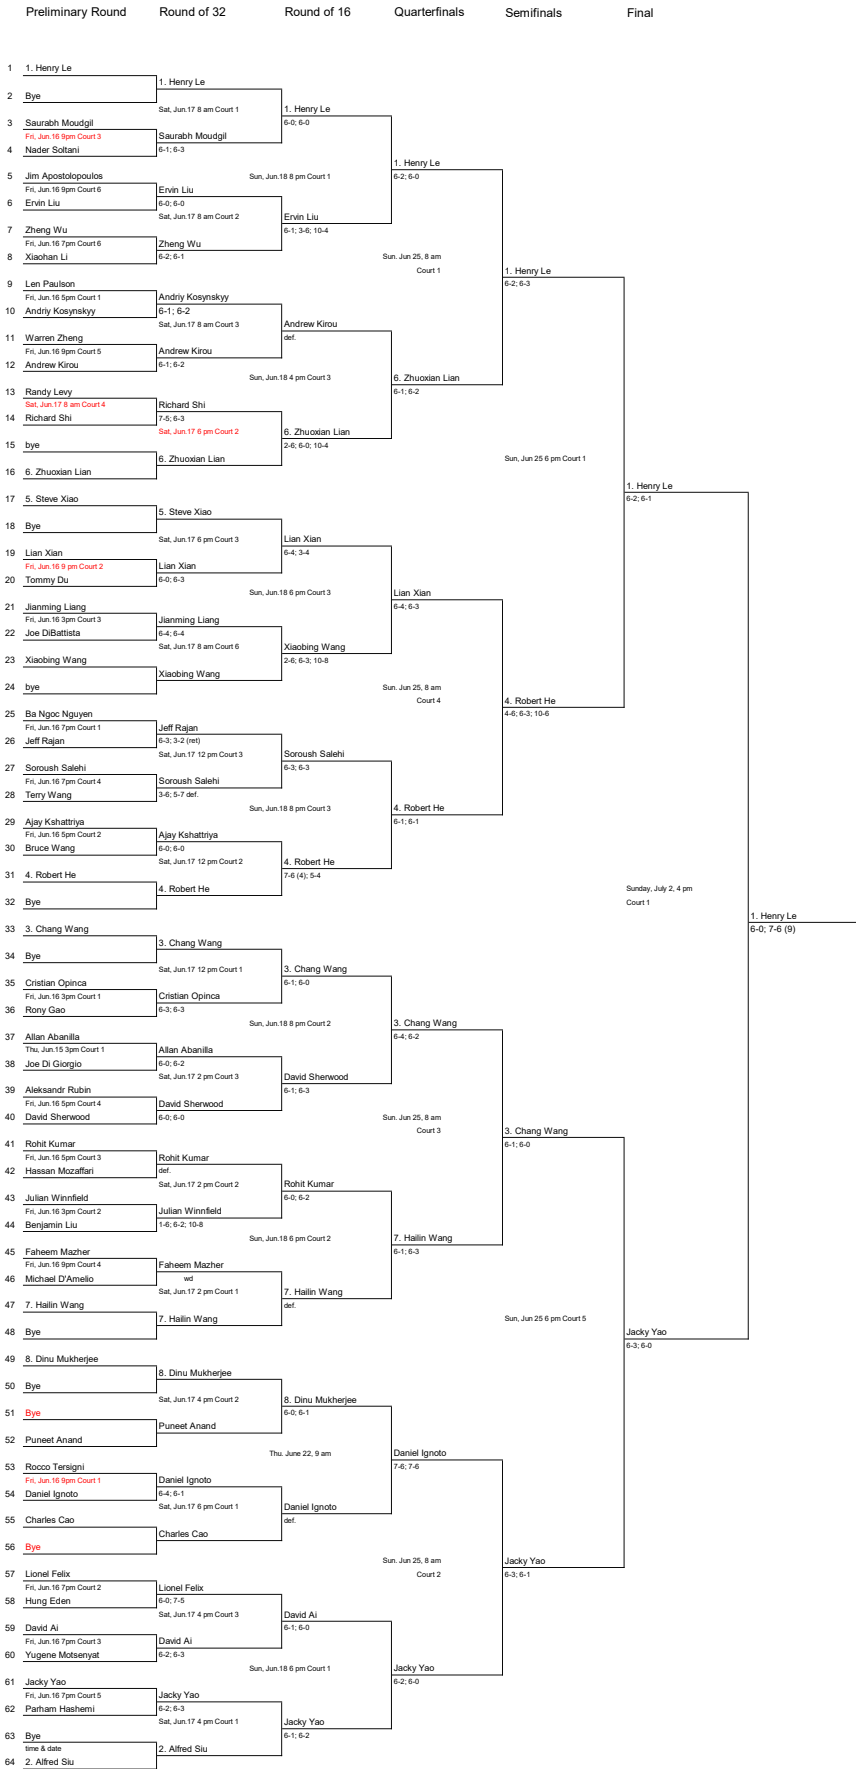 Preliminary Round Round of 32 Round of 16 Quarterfinals Semifinals Final
1 1. Henry Le
1. Henry Le
2 Bye
Sat, Jun.17 8 am Court 1 1. Henry Le
3 Saurabh Moudgil 6-0; 6-0
Fri, Jun.16 9pm Court 3 Saurabh Moudgil
4 Nader Soltani 6-1; 6-3
1. Henry Le
5 Jim Apostolopoulos Sun, Jun.18 8 pm Court 1 6-2; 6-0
Fri, Jun.16 9pm Court 6 Ervin Liu
6 Ervin Liu 6-0; 6-0
Sat, Jun.17 8 am Court 2 Ervin Liu
7 Zheng Wu 6-1; 3-6; 10-4
Fri, Jun.16 7pm Court 6 Zheng Wu
8 Xiaohan Li 6-2; 6-1 Sun. Jun 25, 8 am
Court 1 1. Henry Le
9 Len Paulson 6-2; 6-3
Fri, Jun.16 5pm Court 1 Andriy Kosynskyy
10 Andriy Kosynskyy 6-1; 6-2
Sat, Jun.17 8 am Court 3 Andrew Kirou
11 Warren Zheng def.
Fri, Jun.16 9pm Court 5 Andrew Kirou
12 Andrew Kirou 6-1; 6-2
Sun, Jun.18 4 pm Court 3 6. Zhuoxian Lian
13 Randy Levy 6-1; 6-2
Sat, Jun.17 8 am Court 4 Richard Shi
14 Richard Shi 7-5; 6-3
Sat, Jun.17 6 pm Court 2 6. Zhuoxian Lian
15 bye 2-6; 6-0; 10-4
6. Zhuoxian Lian Sun, Jun 25 6 pm Court 1
16 6. Zhuoxian Lian
1. Henry Le
17 5. Steve Xiao 6-2; 6-1
5. Steve Xiao
18 Bye
Sat, Jun.17 6 pm Court 3 Lian Xian
19 Lian Xian 6-4; 3-4
Fri, Jun.16 9 pm Court 2 Lian Xian
20 Tommy Du 6-0; 6-3
Sun, Jun.18 6 pm Court 3 Lian Xian
21 Jianming Liang 6-4; 6-3
Fri, Jun.16 3pm Court 3 Jianming Liang
22 Joe DiBattista 6-4; 6-4
Sat, Jun.17 8 am Court 6 Xiaobing Wang
23 Xiaobing Wang 2-6; 6-3; 10-8
Xiaobing Wang
24 bye Sun. Jun 25, 8 am
Court 4 4. Robert He
25 Ba Ngoc Nguyen 4-6; 6-3; 10-6
Fri, Jun.16 7pm Court 1 Jeff Rajan
26 Jeff Rajan 6-3; 3-2 (ret)
Sat, Jun.17 12 pm Court 3 Soroush Salehi
27 Soroush Salehi 6-3; 6-3
Fri, Jun.16 7pm Court 4 Soroush Salehi
28 Terry Wang 3-6; 5-7 def.
Sun, Jun.18 8 pm Court 3 4. Robert He
29 Ajay Kshattriya 6-1; 6-1
Fri, Jun.16 5pm Court 2 Ajay Kshattriya
30 Bruce Wang 6-0; 6-0
Sat, Jun.17 12 pm Court 2 4. Robert He
31 4. Robert He 7-6 (4); 5-4
4. Robert He Sunday, July 2, 4 pm
32 Bye Court 1
1. Henry Le
33 3. Chang Wang 6-0; 7-6 (9)
3. Chang Wang
34 Bye
Sat, Jun.17 12 pm Court 1 3. Chang Wang
35 Cristian Opinca 6-1; 6-0
Fri, Jun.16 3pm Court 1 Cristian Opinca
36 Rony Gao 6-3; 6-3
Sun, Jun.18 8 pm Court 2 3. Chang Wang
37 Allan Abanilla 6-4; 6-2
Thu, Jun.15 3pm Court 1 Allan Abanilla
38 Joe Di Giorgio 6-0; 6-2
Sat, Jun.17 2 pm Court 3 David Sherwood
39 Aleksandr Rubin 6-1; 6-3
Fri, Jun.16 5pm Court 4 David Sherwood
40 David Sherwood 6-0; 6-0 Sun. Jun 25, 8 am
Court 3 3. Chang Wang
41 Rohit Kumar 6-1; 6-0
Fri, Jun.16 5pm Court 3 Rohit Kumar
42 Hassan Mozaffari def.
Sat, Jun.17 2 pm Court 2 Rohit Kumar
43 Julian Winnfield 6-0; 6-2
Fri, Jun.16 3pm Court 2 Julian Winnfield
44 Benjamin Liu 1-6; 6-2; 10-8
Sun, Jun.18 6 pm Court 2 7. Hailin Wang
45 Faheem Mazher 6-1; 6-3
Fri, Jun.16 9pm Court 4 Faheem Mazher
46 Michael D'Amelio wd
Sat, Jun.17 2 pm Court 1 7. Hailin Wang
47 7. Hailin Wang def.
7. Hailin Wang Sun, Jun 25 6 pm Court 5
48 Bye
Jacky Yao
49 8. Dinu Mukherjee 6-3; 6-0
8. Dinu Mukherjee
50 Bye
Sat, Jun.17 4 pm Court 2 8. Dinu Mukherjee
51 Bye 6-0; 6-1
Puneet Anand
52 Puneet Anand
Thu. June 22, 9 am Daniel Ignoto
53 Rocco Tersigni 7-6; 7-6
Fri, Jun.16 9pm Court 1 Daniel Ignoto
54 Daniel Ignoto 6-4; 6-1
Sat, Jun.17 6 pm Court 1 Daniel Ignoto
55 Charles Cao def.
Charles Cao
56 Bye Sun. Jun 25, 8 am
Court 2 Jacky Yao
57 Lionel Felix 6-3; 6-1
Fri, Jun.16 7pm Court 2 Lionel Felix
58 Hung Eden 6-0; 7-5
Sat, Jun.17 4 pm Court 3 David Ai
59 David Ai 6-1; 6-0
Fri, Jun.16 7pm Court 3 David Ai
60 Yugene Motsenyat 6-2; 6-3
Sun, Jun.18 6 pm Court 1 Jacky Yao
61 Jacky Yao 6-2; 6-0
Fri, Jun.16 7pm Court 5 Jacky Yao
62 Parham Hashemi 6-2; 6-3
Sat, Jun.17 4 pm Court 1 Jacky Yao
63 Bye 6-1; 6-2
time & date 2. Alfred Siu
64 2. Alfred Siu